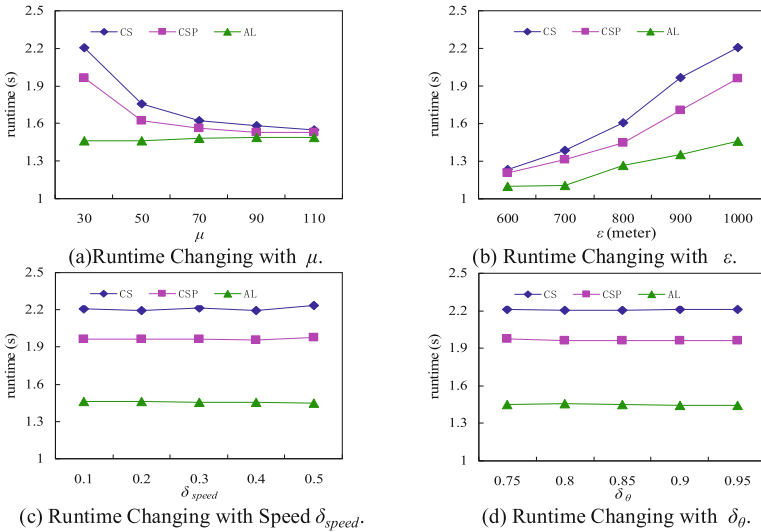 2.5
2.2
1.9
1.6
1.3
1
runtime (s)
CS CSP AL
30 50 70 90 110
μ
(a)Runtime Changing with μ.
2.5
2.2
1.9
1.6
1.3
1
runtime (s)
CS CSP AL
600 700 800 900 1000
ε (meter)
(b) Runtime Changing with ε.
2.5
2.2
1.9
1.6
1.3
1
runtime (s)
CS CSP AL
0.1 0.2 0.3 0.4 0.5
δ speed
(c) Runtime Changing with Speed δspeed.
2.5
2.2
1.9
1.6
1.3
1
runtime (s)
CS CSP AL
0.75 0.8 0.85 0.9 0.95
δθ
(d) Runtime Changing with δθ.